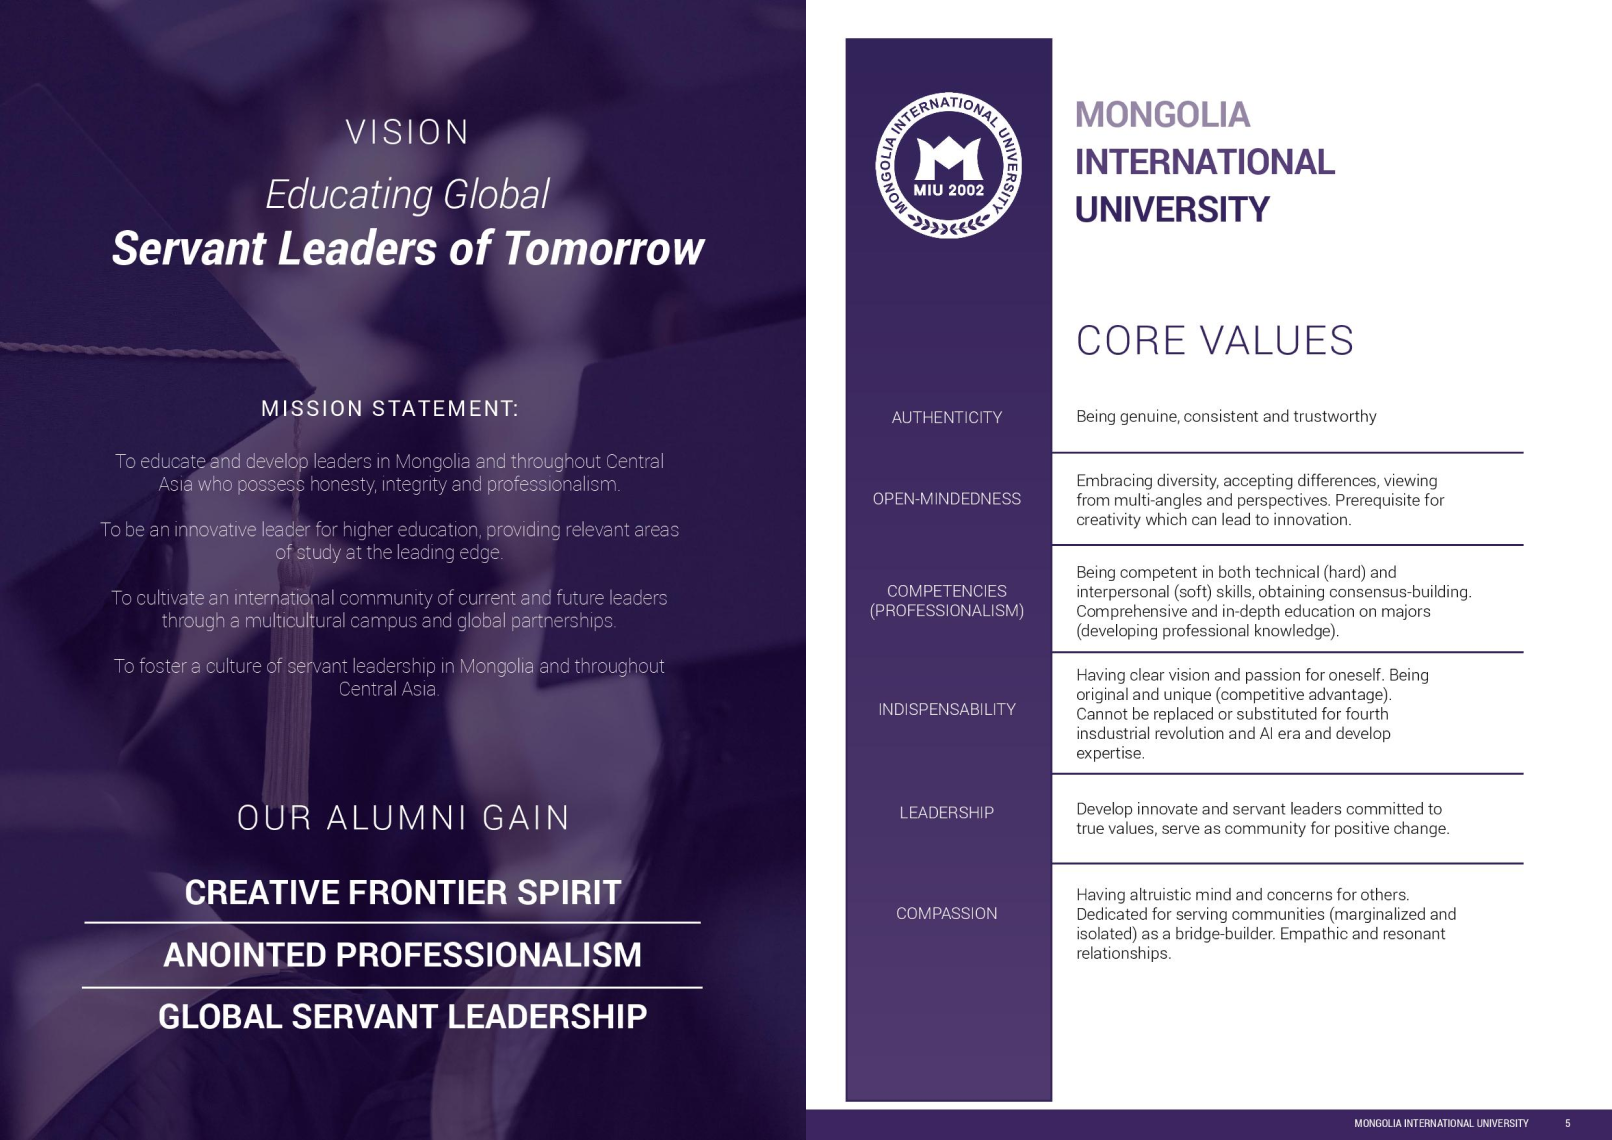 VISION
Educating Global
Servant Leaders of Tomorrow
MISSION STATEMENT:
To educate and develop leaders in Mongolia and throughout Central
Asia who possess honesty, integrity and professionalism.
To be an innovative leader for higher education, providing relevant areas
of study at the leading edge.
To cultivate an international community of current and future leaders
through a multicultural campus and global partnerships.
To foster a culture of servant leadership in Mongolia and throughout
Central Asia.
OUR ALUMNI GAIN
CREATIVE FRONTIER SPIRIT
ANOINTED PROFESSIONALISM
GLOBAL SERVANT LEADERSHIP
MONGOLIA INTERNATIONAL UNIVERSITY
MIU 2002
MONGOLIA
INTERNATIONAL
UNIVERSITY
CORE VALUES
AUTHENTICITY
Being genuine, consistent and trustworthy
OPEN-MINDEDNESS
Embracing diversity, accepting differences, viewing
from multi-angles and perspectives. Prerequisite for
creativity which can lead to innovation.
COMPETENCIES
(PROFESSIONALISM)
Being competent in both technical (hard) and
interpersonal (soft) skills, obtaining consensus-building.
Comprehensive and in-depth education on majors
(developing professional knowledge).
INDISPENSABILITY
Having clear vision and passion for oneself. Being
original and unique (competitive advantage).
Cannot be replaced or substituted for fourth
insdustrial revolution and AI era and develop
expertise.
LEADERSHIP
Develop innovate and servant leaders committed to
true values, serve as community for positive change.
COMPASSION
Having altruistic mind and concerns for others.
Dedicated for serving communities (marginalized and
isolated) as a bridge-builder. Empathic and resonant
relationships.
MONGOLIA INTERNATIONAL UNIVERSITY 5